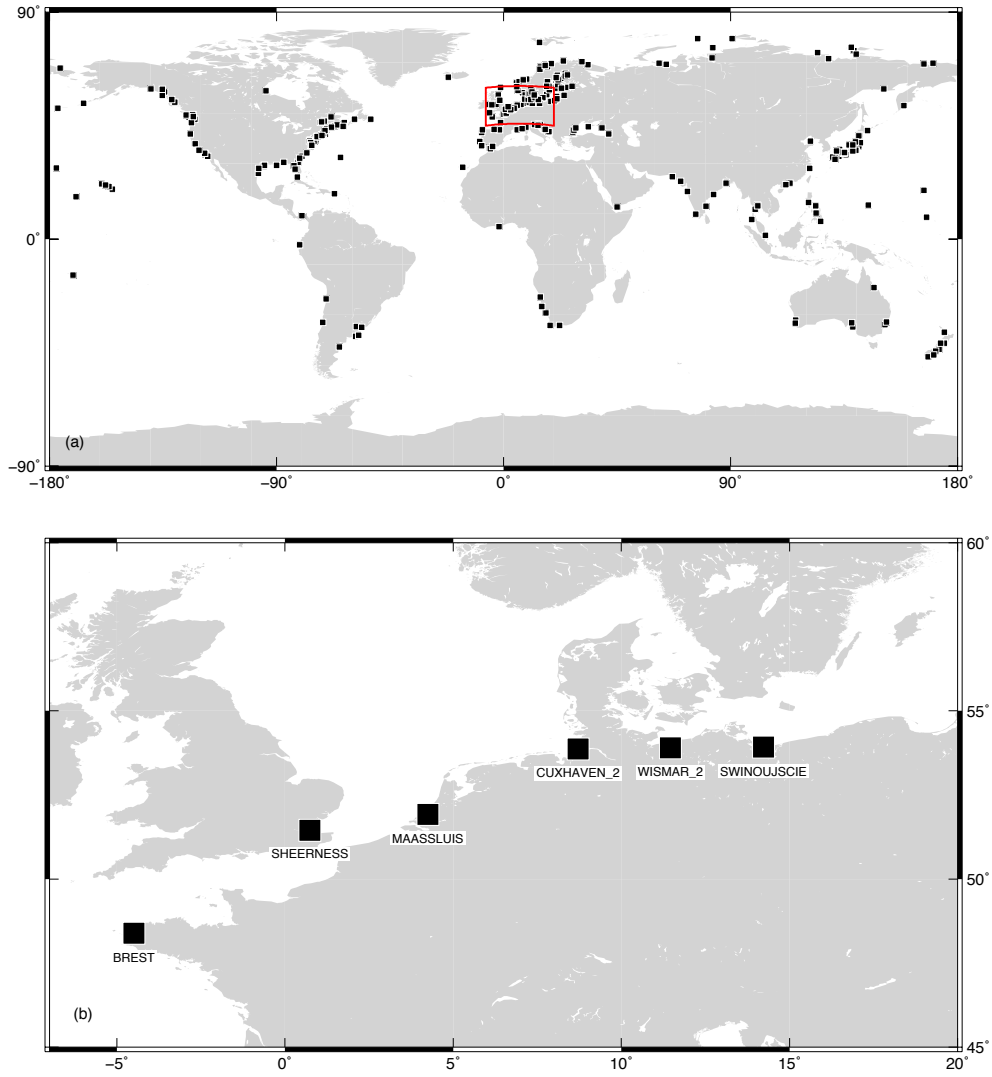 90˚
0˚
(a)
−90˚
−180˚ −90˚ 0˚ 90˚ 180˚
60˚
55˚
CUXHAVEN_2 WISMAR_2 SWINOUJSCIE
MAASSLUIS
SHEERNESS
50˚
BREST
(b)
45˚
−5˚ 0˚ 5˚ 10˚ 15˚ 20˚